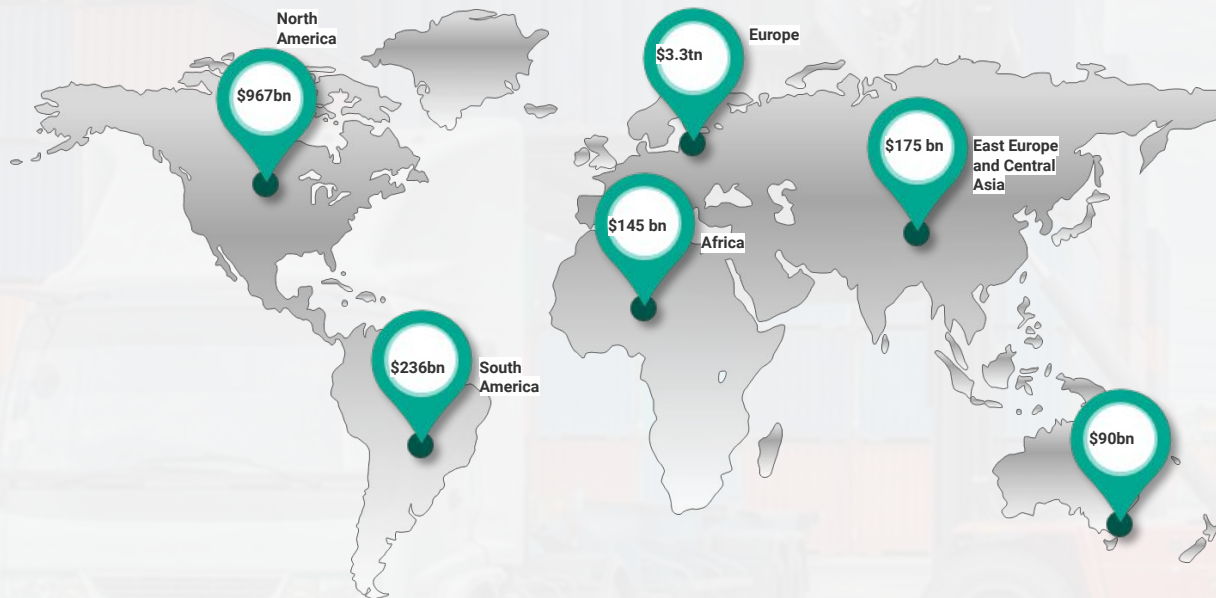 North
America
$967bn
$3.3tn
Europe
$175 bn
East Europe
and Central
Asia
$145 bn
Africa
$236bn
South
America
$90bn